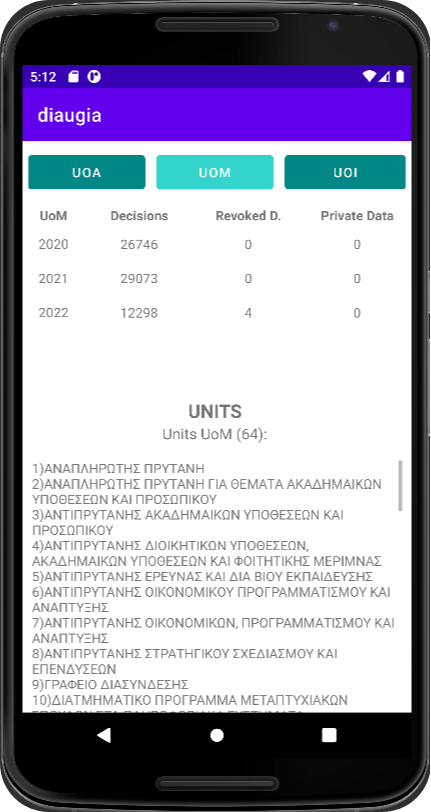 5:12
diaugia
UOA UOM UOI
UoM Decisions Revoked D. Private Data
2020 26746 0 0
2021 29073 0 0
2022 12298 4 0
UNITS
Units UoM (64):
1)ΑΝΑΠΛΗΡΩΤΗΣ ΠΡΥΤΑΝΗ
2)ΑΝΑΠΛΗΡΩΤΗΣ ΠΡΥΤΑΝΗ ΓΙΑ ΘΕΜΑΤΑ ΑΚΑΔΗΜΑΙΚΩΝ
ΥΠΟΘΕΣΕΩΝ ΚΑΙ ΠΡΟΣΩΠΙΚΟΥ
3)ΑΝΤΙΠΡΥΤΑΝΗΣ ΑΚΑΔΗΜΑΙΚΩΝ ΥΠΟΘΕΣΕΩΝ ΚΑΙ
ΠΡΟΣΩΠΙΚΟΥ
4)ΑΝΤΙΠΡΥΤΑΝΗΣ ΔΙΟΙΚΗΤΙΚΩΝ ΥΠΟΘΕΣΕΩΝ,
ΑΚΑΔΗΜΑΙΚΩΝ ΥΠΟΘΕΣΕΩΝ ΚΑΙ ΦΟΙΤΗΤΙΚΗΣ ΜΕΡΙΜΝΑΣ
5)ΑΝΤΙΠΡΥΤΑΝΗΣ ΕΡΕΥΝΑΣ ΚΑΙ ΔΙΑ ΒΙΟΥ ΕΚΠΑΙΔΕΥΣΗΣ
6)ΑΝΤΙΠΡΥΤΑΝΗΣ ΟΙΚΟΝΟΜΙΚΟΥ ΠΡΟΓΡΑΜΜΑΤΙΣΜΟΥ ΚΑΙ
ΑΝΑΠΤΥΞΗΣ
7)ΑΝΤΙΠΡΥΤΑΝΗΣ ΟΙΚΟΝΟΜΙΚΩΝ, ΠΡΟΓΡΑΜΜΑΤΙΣΜΟΥ ΚΑΙ
ΑΝΑΠΤΥΞΗΣ
8)ΑΝΤΙΠΡΥΤΑΝΗΣ ΣΤΡΑΤΗΓΙΚΟΥ ΣΧΕΔΙΑΣΜΟΥ ΚΑΙ
ΕΠΕΝΔΥΣΕΩΝ
9)ΓΡΑΦΕΙΟ ΔΙΑΣΥΝΔΕΣΗΣ
10)ΔΙΑΤΜΗΜΑΤΙΚΟ ΠΡΟΓΡΑΜΜΑ ΜΕΤΑΠΤΥΧΙΑΚΩΝ